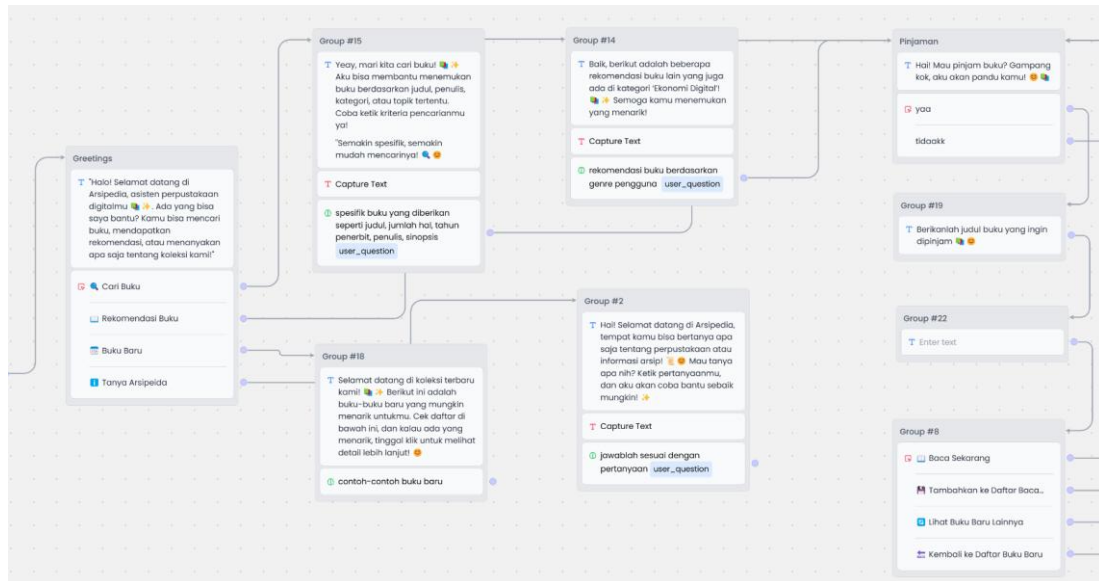 Greetings
"Halo! Selamat datang di
Arsipedia, asisten perpustakaan
digitalmu 📚 ✨. Ada yang bisa
saya bantu? Kamu bisa mencari
buku, mendapatkan
rekomendasi, atau menanyakan
apa saja tentang koleksi kami!"
🔍 Cari Buku
📖 Rekomendasi Buku
🗓️ Buku Baru
ℹ️ Tanya Arsipeida
Group #15
Yeay, mari kita cari buku! 📚 ✨
Aku bisa membantu menemukan
buku berdasarkan judul, penulis,
kategori, atau topik tertentu.
Coba ketik kriteria pencarianmu
ya!
"Semakin spesifik, semakin
mudah mencarinya! 🔍 😊
Capture Text
spesifik buku yang diberikan
seperti judul, jumlah hal, tahun
penerbit, penulis, sinopsis
user_question
Group #18
Selamat datang di koleksi terbaru
kami! 📚 ✨ Berikut ini adalah
buku-buku baru yang mungkin
menarik untukmu. Cek daftar di
bawah ini, dan kalau ada yang
menarik, tinggal klik untuk melihat
detail lebih lanjut! 😊
contoh-contoh buku baru
Group #14
Baik, berikut adalah beberapa
rekomendasi buku lain yang juga
ada di kategori 'Ekonomi Digital'!
📚 ✨ Semoga kamu menemukan
yang menarik!
Capture Text
rekomendasi buku berdasarkan
genre pengguna user_question
Group #2
Hai! Selamat datang di Arsipedia,
tempat kamu bisa bertanya apa
saja tentang perpustakaan atau
informasi arsip! 😊 Mau tanya
apa nih? Ketik pertanyaanmu,
dan aku akan coba bantu sebaik
mungkin! ✨
Capture Text
jawablah sesuai dengan
pertanyaan user_question
Pinjaman
Hai! Mau pinjam buku? Gampang
kok, aku akan pandu kamu! 😊 📚
yaa
tidaakk
Group #19
Berikanlah judul buku yang ingin
dipinjam 📚 😊
Group #22
Enter text
Group #8
📖 Baca Sekarang
💾 Tambahkan ke Daftar Baca...
🔄 Lihat Buku Baru Lainnya
🔙 Kembali ke Daftar Buku Baru